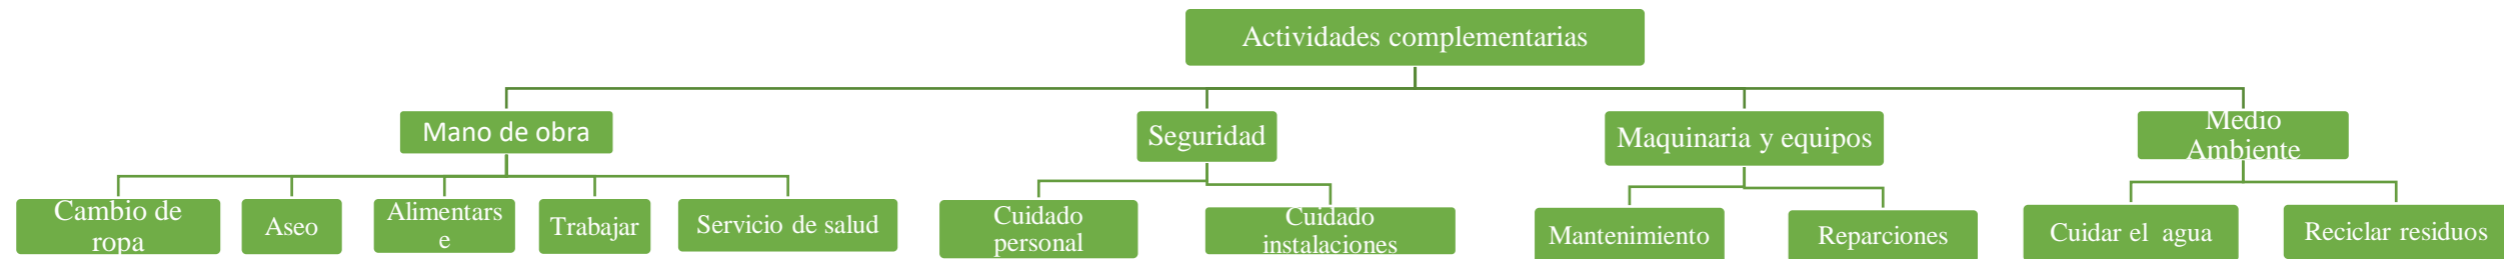 Actividades complementarias
Mano de obra
Seguridad
Maquinaria y equipos
Medio
Ambiente
Cambio de
ropa
Aseo
Alimentars
e
Trabajar
Servicio de salud
Cuidado
personal
Cuidado
instalaciones
Mantenimiento
Reparciones
Cuidar el agua
Reciclar residuos